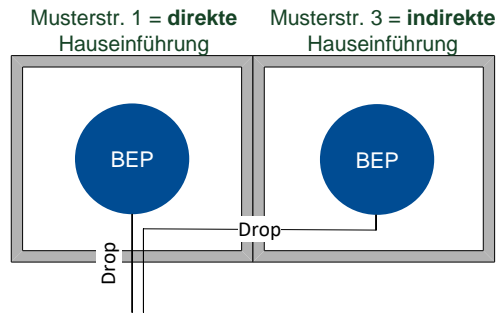 Musterstr. 1 = direkte
Hauseinführung
Musterstr. 3 = indirekte
Hauseinführung
BEP
BEP
Drop
Drop